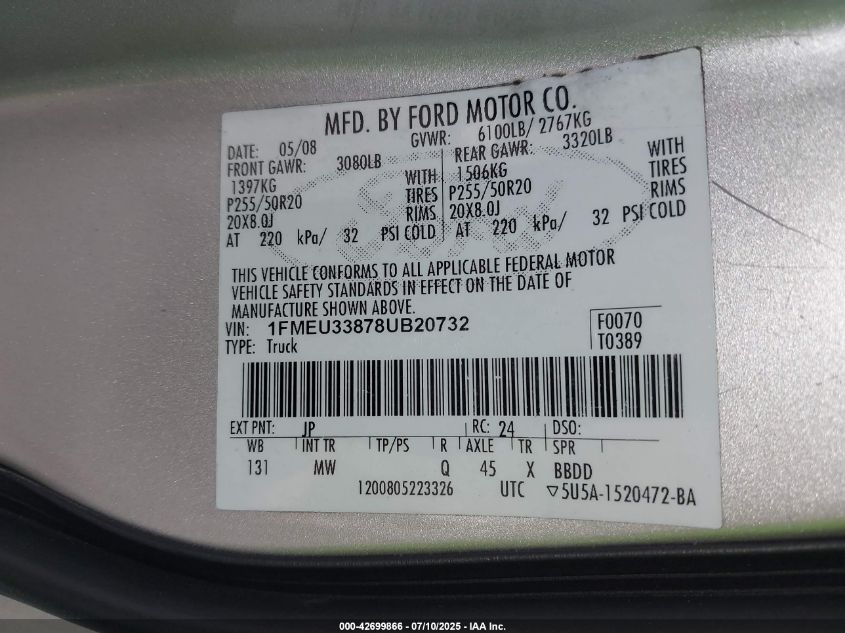 MFD. BY FORD MOTOR CO.
DATE: 05/08 GVWR: 6100LB/ 2767KG
FRONT GAWR: 3080LB REAR GAWR: 3320LB
1397KG WITH 1506KG WITH
P255/50R20 TIRES P255/50R20 TIRES
20X8.0J RIMS 20X8.0J RIMS
AT 220 kPa/ 32 PSI COLD AT 220 kPa/ 32 PSI COLD
THIS VEHICLE CONFORMS TO ALL APPLICABLE FEDERAL MOTOR
VEHICLE SAFETY STANDARDS IN EFFECT ON THE DATE OF
MANUFACTURE SHOWN ABOVE.
VIN: 1FMEU33878UB20732 F0070
TYPE: Truck T0389
EXT PNT: JP RC: 24 DSO:
WB INT TR TP/PS R AXLE TR SPR
131 MW Q 45 X BBDD
1200805223326 UTC ▽5U5A-1520472-BA
000-42699866 - 07/10/2025 - IAA Inc.